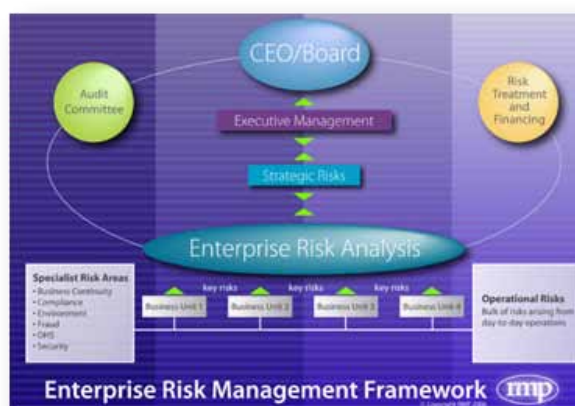 CEO/Board
Audit
Committee
Risk
Treatment
and
Financing
Executive Management
Strategic Risks
Enterprise Risk Analysis
Specialist Risk Areas
• Business Continuity
• Compliance
• Environment
• Fraud
• OHS
• Security
key risks
key risks
key risks
Business Unit 1
Business Unit 2
Business Unit 3
Business Unit 4
Operational Risks
Bulk of risks arising from
day-to-day operations
Enterprise Risk Management Framework
rmp